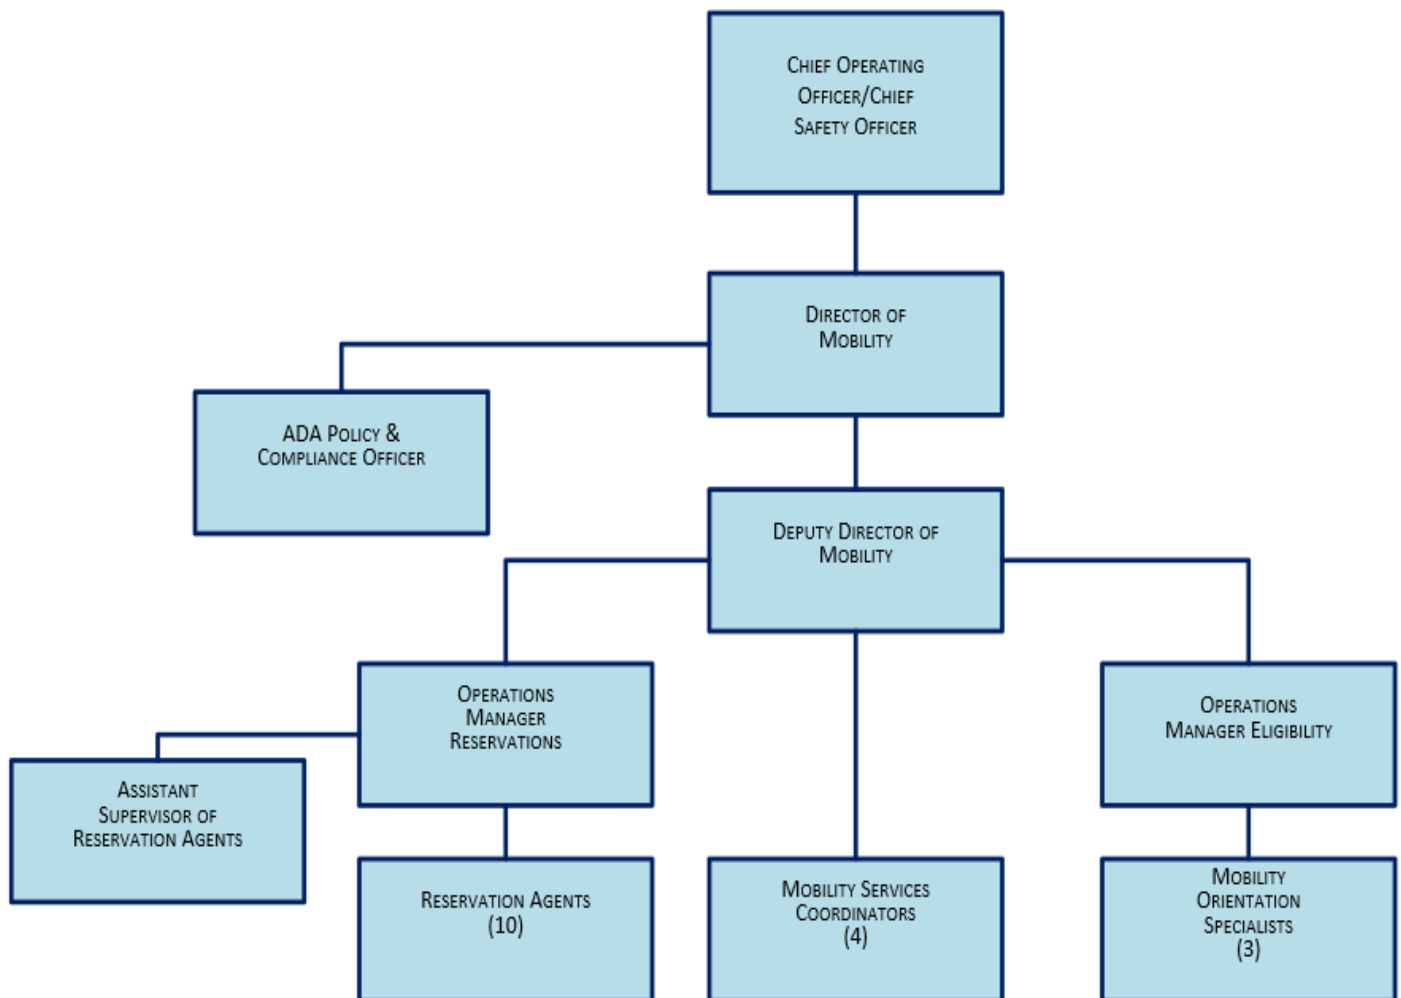 Chief Operating
Officer/Chief
Safety Officer
Director of
Mobility
ADA Policy &
Compliance Officer
Deputy Director of
Mobility
Operations
Manager
Reservations
Operations
Manager Eligibility
Assistant
Supervisor of
Reservation Agents
Reservation Agents
(10)
Mobility Services
Coordinators
(4)
Mobility
Orientation
Specialists
(3)